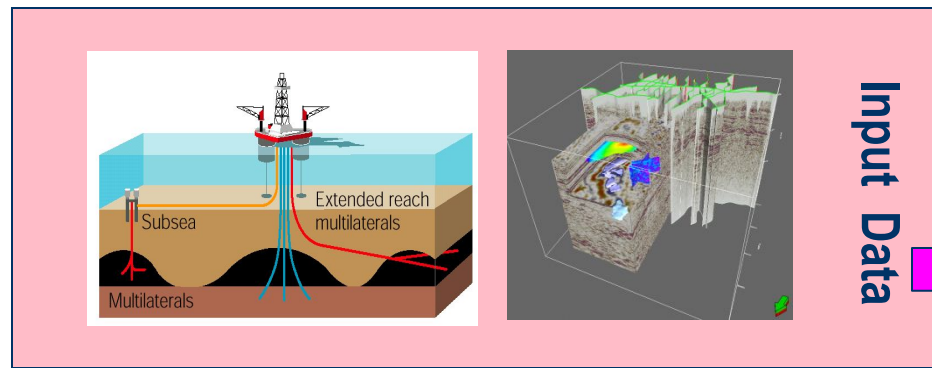 Extended reach
multilaterals
Subsea
Multilaterals
Input Data